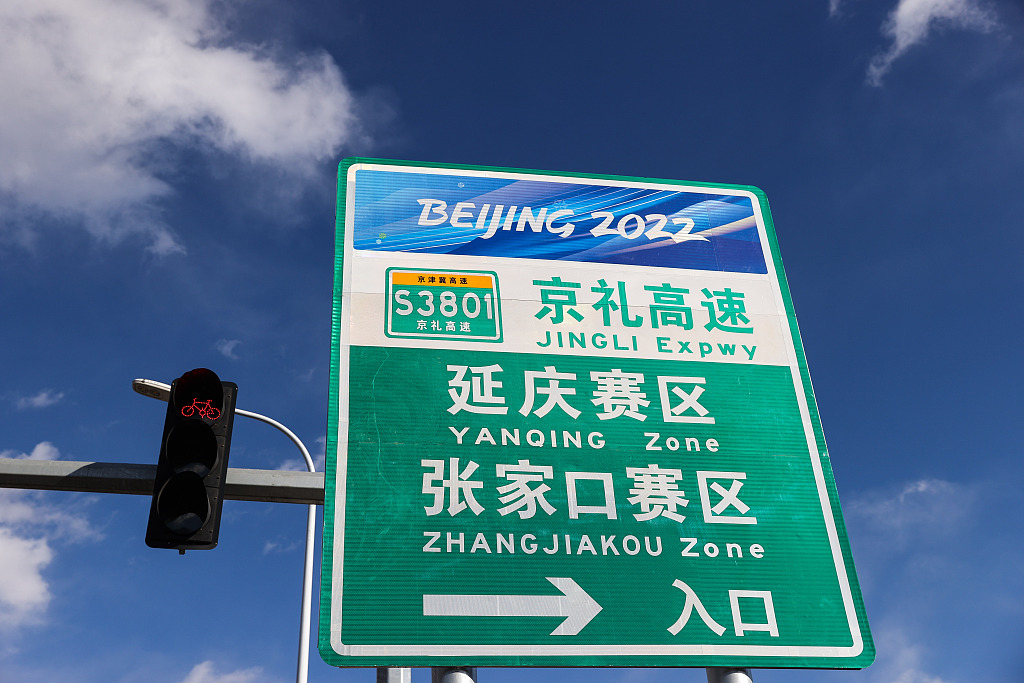 BEIJING 2022
京津冀高速
S3801
京礼高速
京礼高速
JINGLI Expwy
延庆赛区
YANQING Zone
张家口赛区
ZHANGJIAKOU Zone
入口